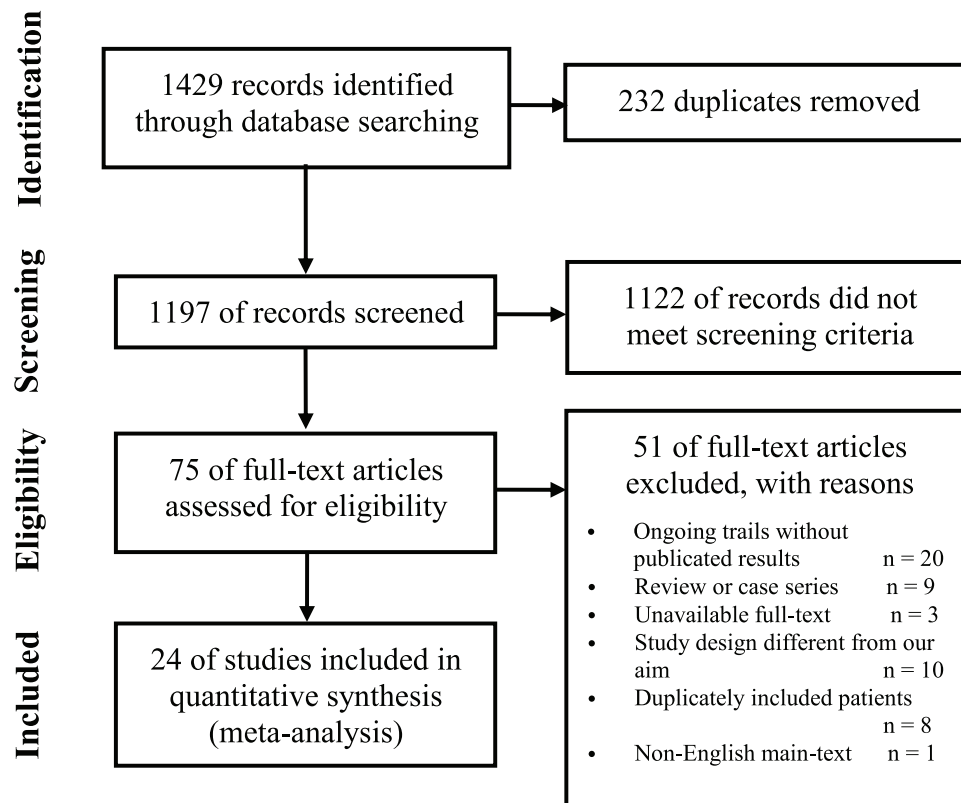 Identification
1429 records identified
through database searching
232 duplicates removed
Screening
1197 of records screened
1122 of records did not
meet screening criteria
Eligibility
75 of full-text articles
assessed for eligibility
51 of full-text articles
excluded, with reasons
• Ongoing trails without
publicated results n = 20
• Review or case series n = 9
• Unavailable full-text n = 3
• Study design different from our
aim n = 10
• Duplicately included patients
n = 8
• Non-English main-text n = 1
Included
24 of studies included in
quantitative synthesis
(meta-analysis)